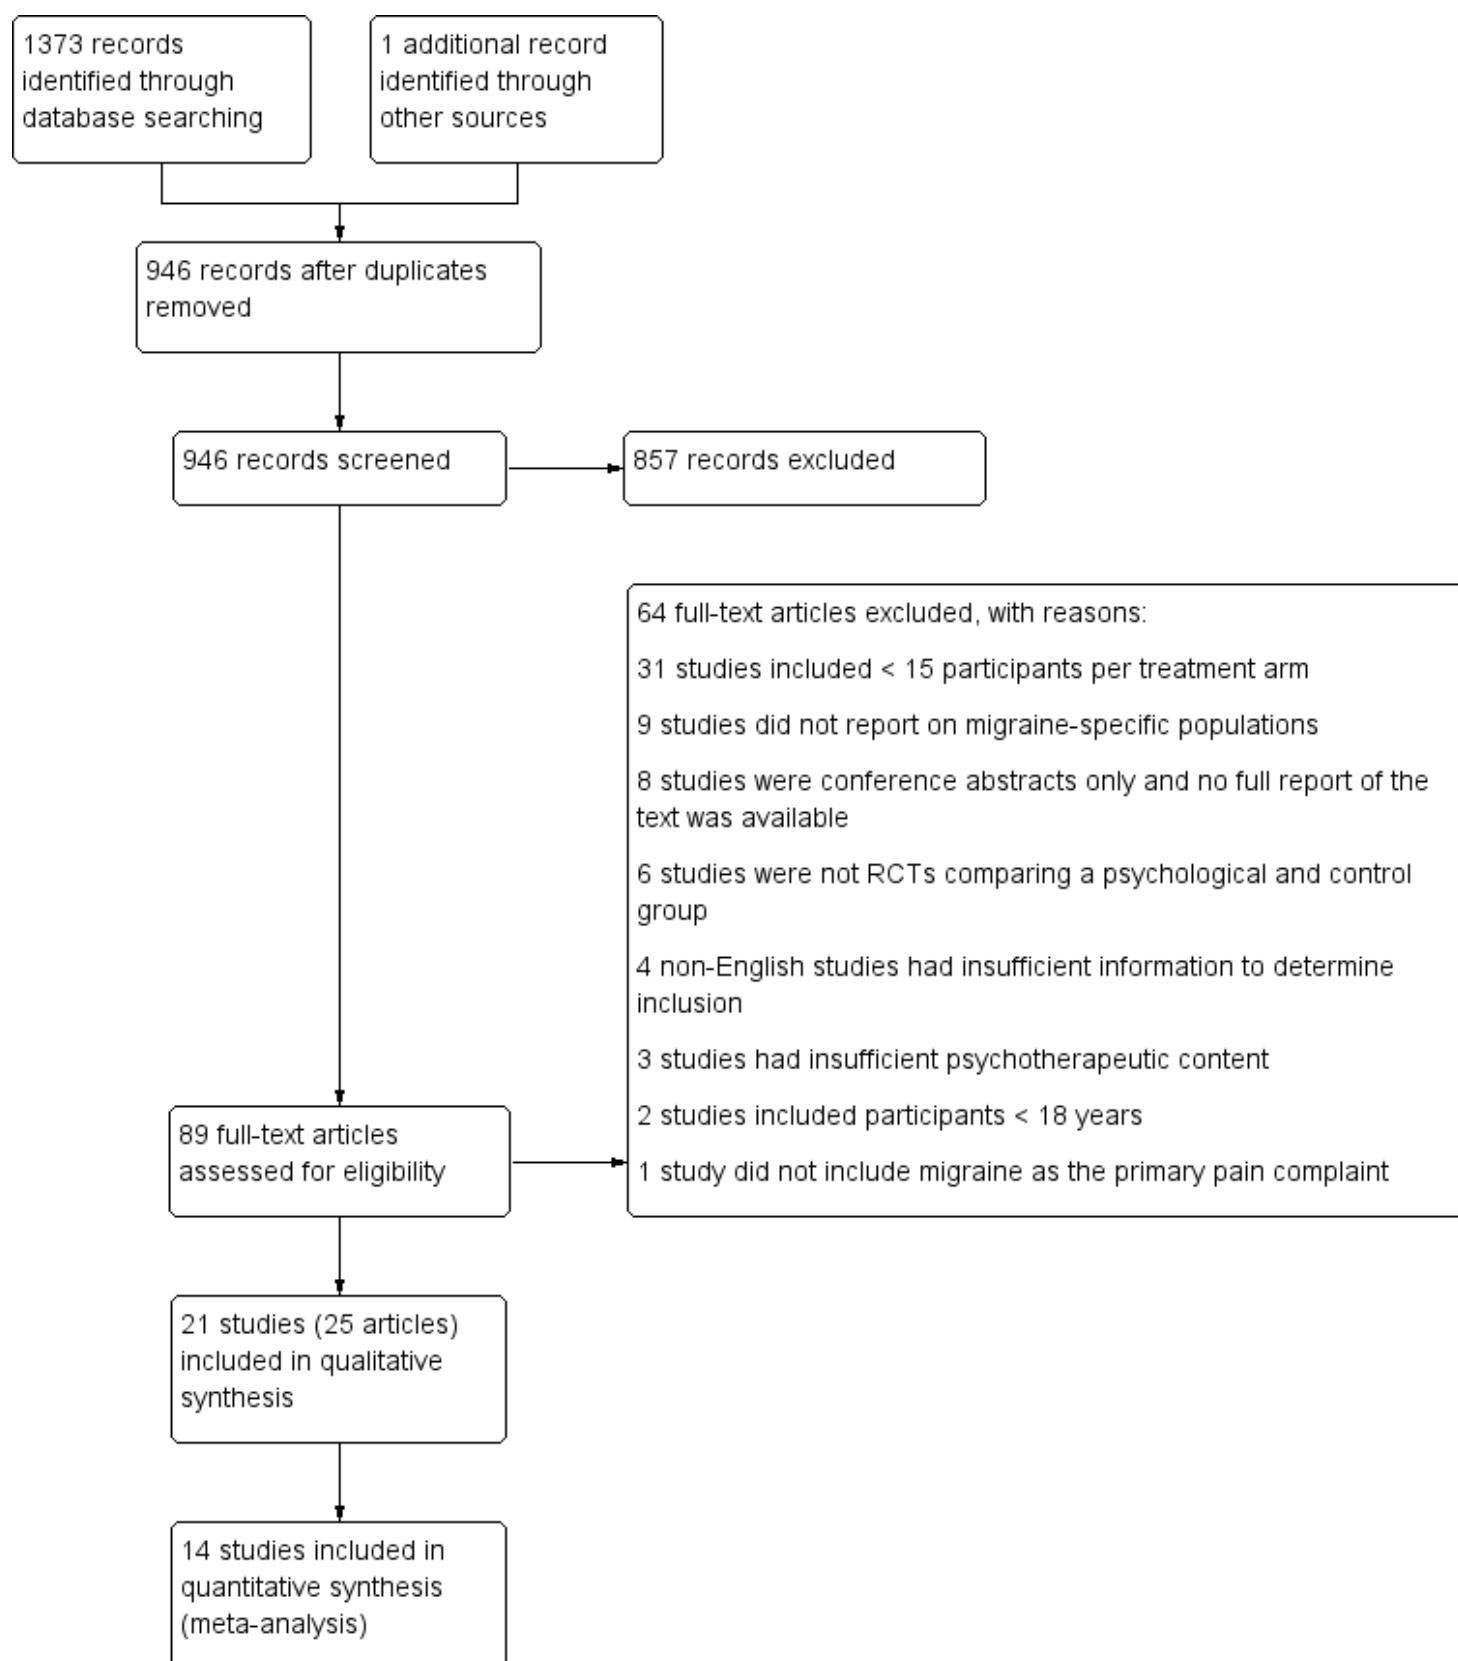 1373 records
identified through
database searching
1 additional record
identified through
other sources
946 records after duplicates
removed
946 records screened
857 records excluded
64 full-text articles excluded, with reasons:
31 studies included < 15 participants per treatment arm
9 studies did not report on migraine-specific populations
8 studies were conference abstracts only and no full report of the
text was available
6 studies were not RCTs comparing a psychological and control
group
4 non-English studies had insufficient information to determine
inclusion
3 studies had insufficient psychotherapeutic content
2 studies included participants < 18 years
1 study did not include migraine as the primary pain complaint
89 full-text articles
assessed for eligibility
21 studies (25 articles)
included in qualitative
synthesis
14 studies included in
quantitative synthesis
(meta-analysis)